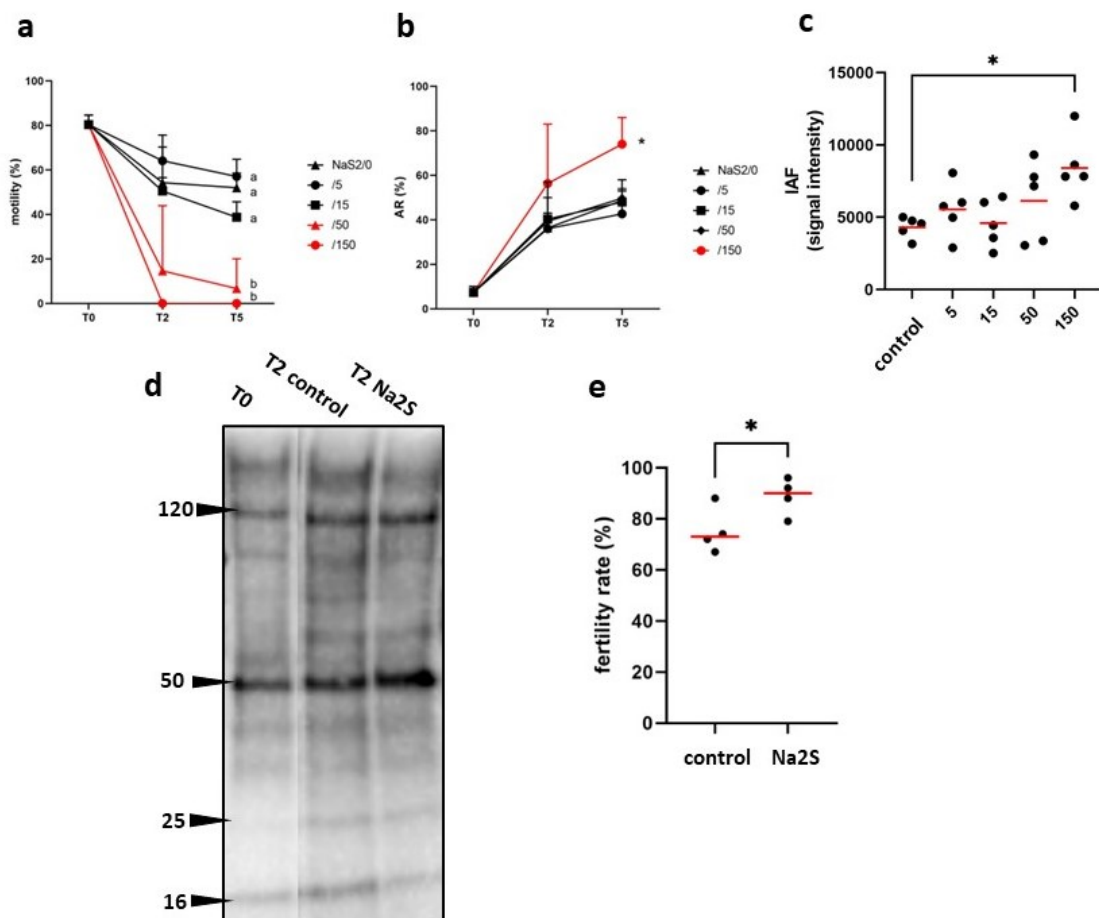 a
100
80
60
40
20
0
motility (%)
T0
T2
T5
a
a
a
b
b
NaS2/0
/5
/15
/50
/150
b
100
80
60
40
20
0
AR (%)
T0
T2
T5
*
NaS2/0
/5
/15
/50
/150
c
15000
10000
5000
0
IAF
(signal intensity)
*
control
5
15
50
150
d
T0
T2 control
T2 Na2S
120
50
25
16
e
100
80
60
40
20
0
fertility rate (%)
*
control
Na2S